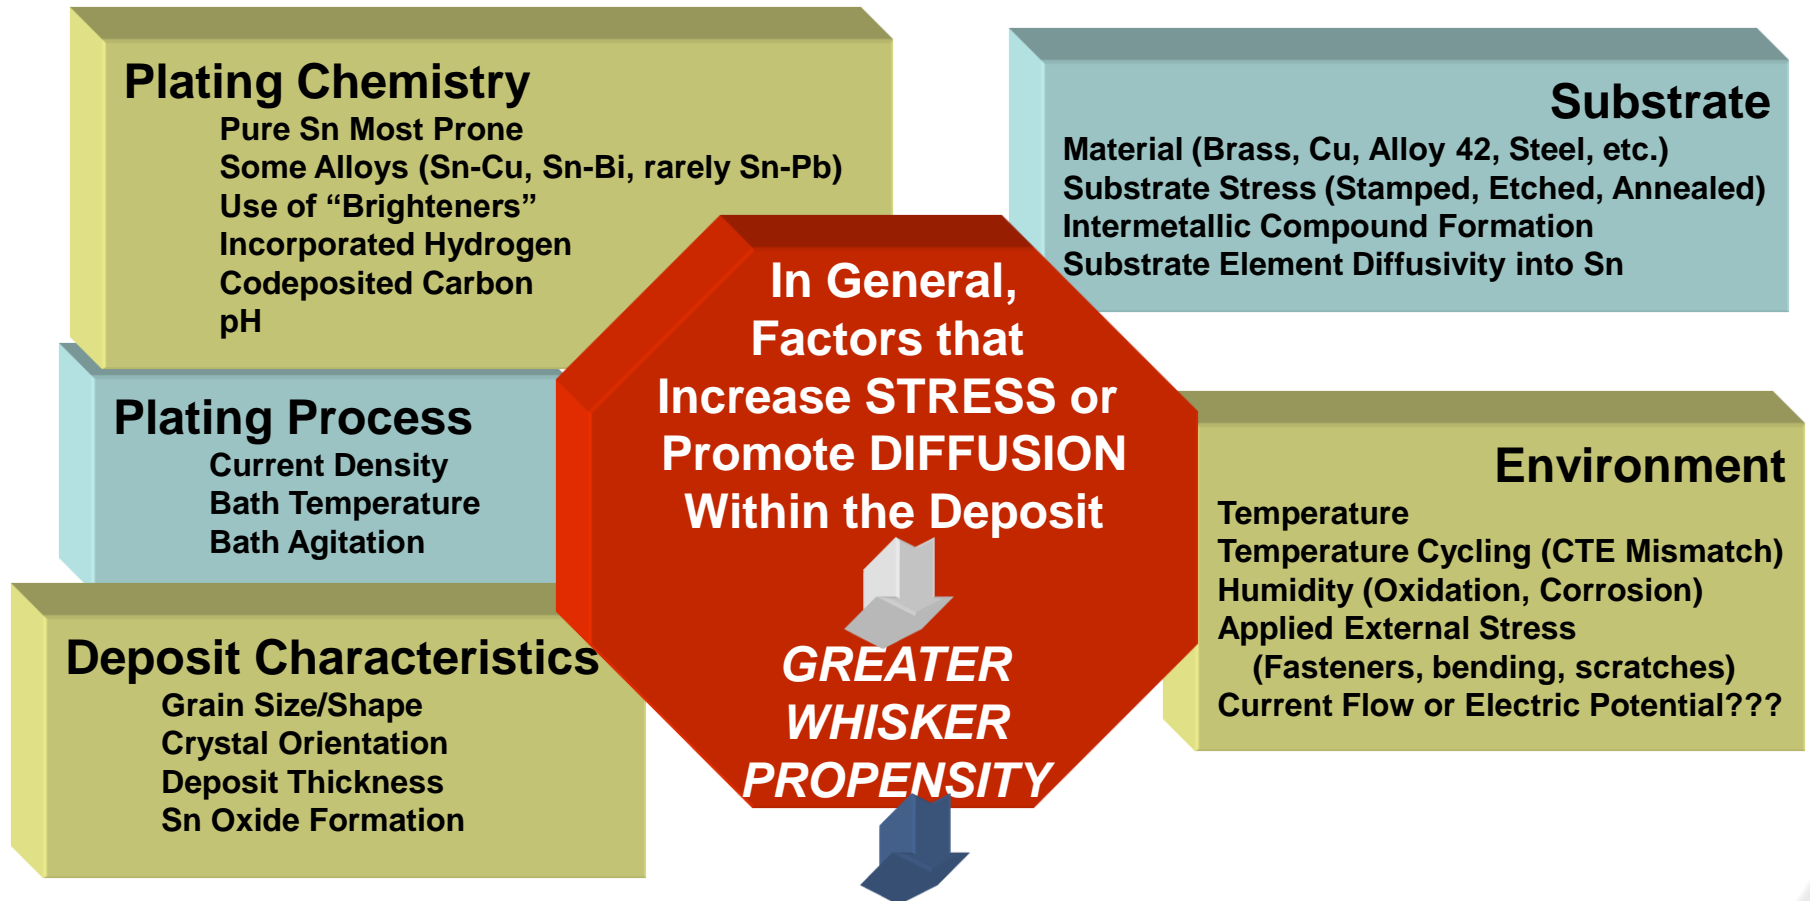 Plating Chemistry
Pure Sn Most Prone
Some Alloys (Sn-Cu, Sn-Bi, rarely Sn-Pb)
Use of “Brighteners”
Incorporated Hydrogen
Codeposited Carbon
pH
Plating Process
Current Density
Bath Temperature
Bath Agitation
Deposit Characteristics
Grain Size/Shape
Crystal Orientation
Deposit Thickness
Sn Oxide Formation
In General,
Factors that
Increase STRESS or
Promote DIFFUSION
Within the Deposit
GREATER
WHISKER
PROPENSITY
Substrate
Material (Brass, Cu, Alloy 42, Steel, etc.)
Substrate Stress (Stamped, Etched, Annealed)
Intermetallic Compound Formation
Substrate Element Diffusivity into Sn
Environment
Temperature
Temperature Cycling (CTE Mismatch)
Humidity (Oxidation, Corrosion)
Applied External Stress
(Fasteners, bending, scratches)
Current Flow or Electric Potential???